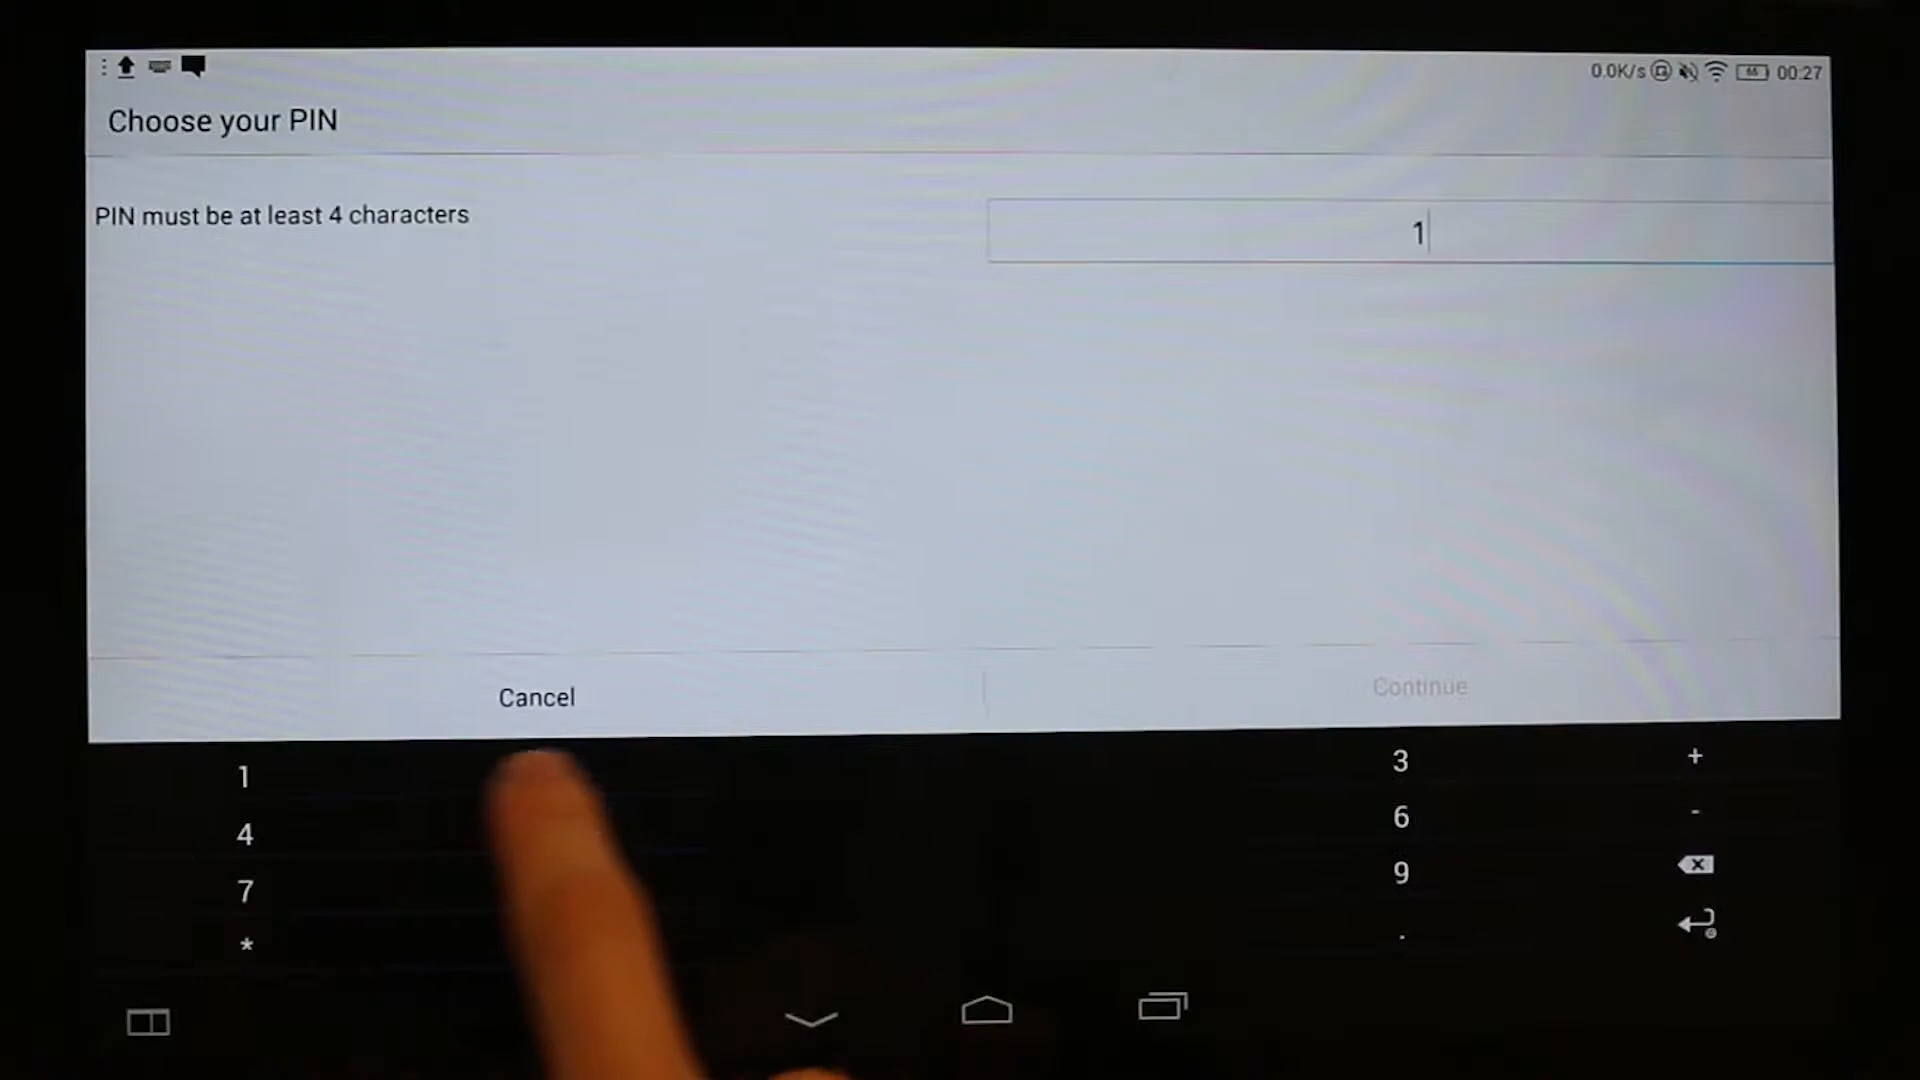 0.0K/s 65 00:27
Choose your PIN
PIN must be at least 4 characters
1
Cancel
Continue
1 3 +
4 6 -
7 9
* .